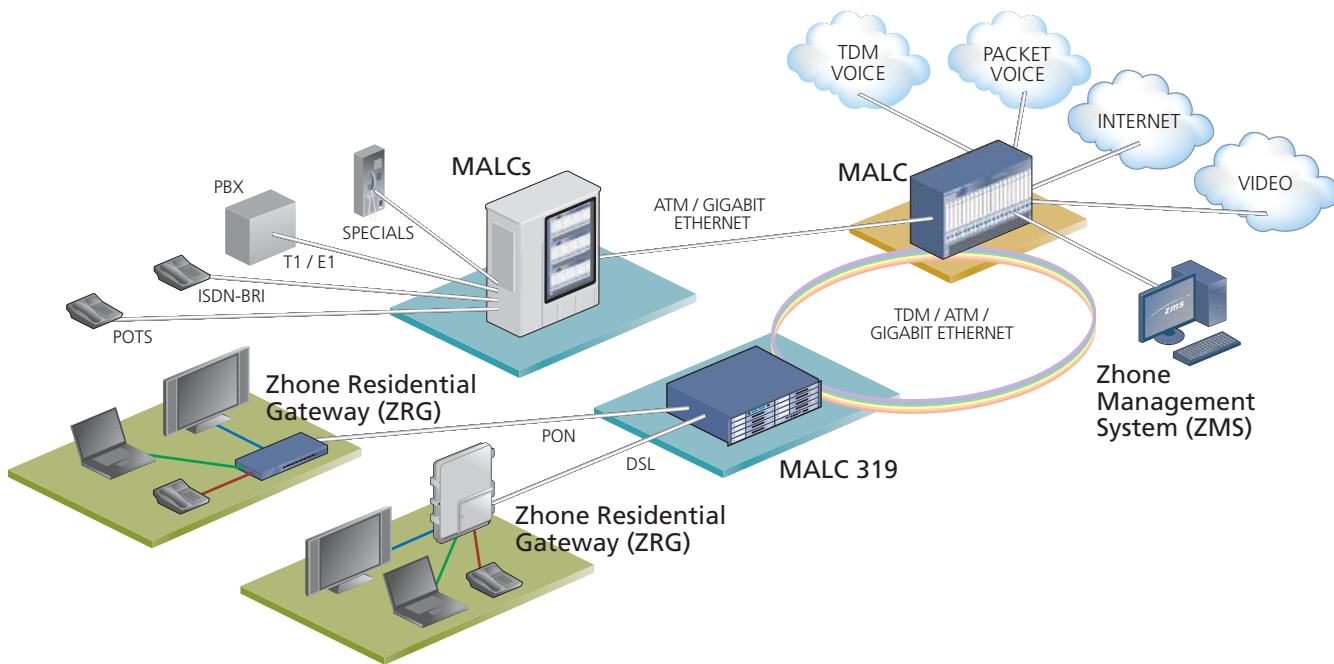 TDM
VOICE
PACKET
VOICE
INTERNET
VIDEO
MALC
MALCs
ATM / GIGABIT
ETHERNET
PBX
SPECIALS
T1 / E1
ISDN-BRI
POTS
TDM / ATM /
GIGABIT ETHERNET
zms
Zhone
Management
System (ZMS)
Zhone Residential
Gateway (ZRG)
PON
DSL
MALC 319
Zhone Residential
Gateway (ZRG)